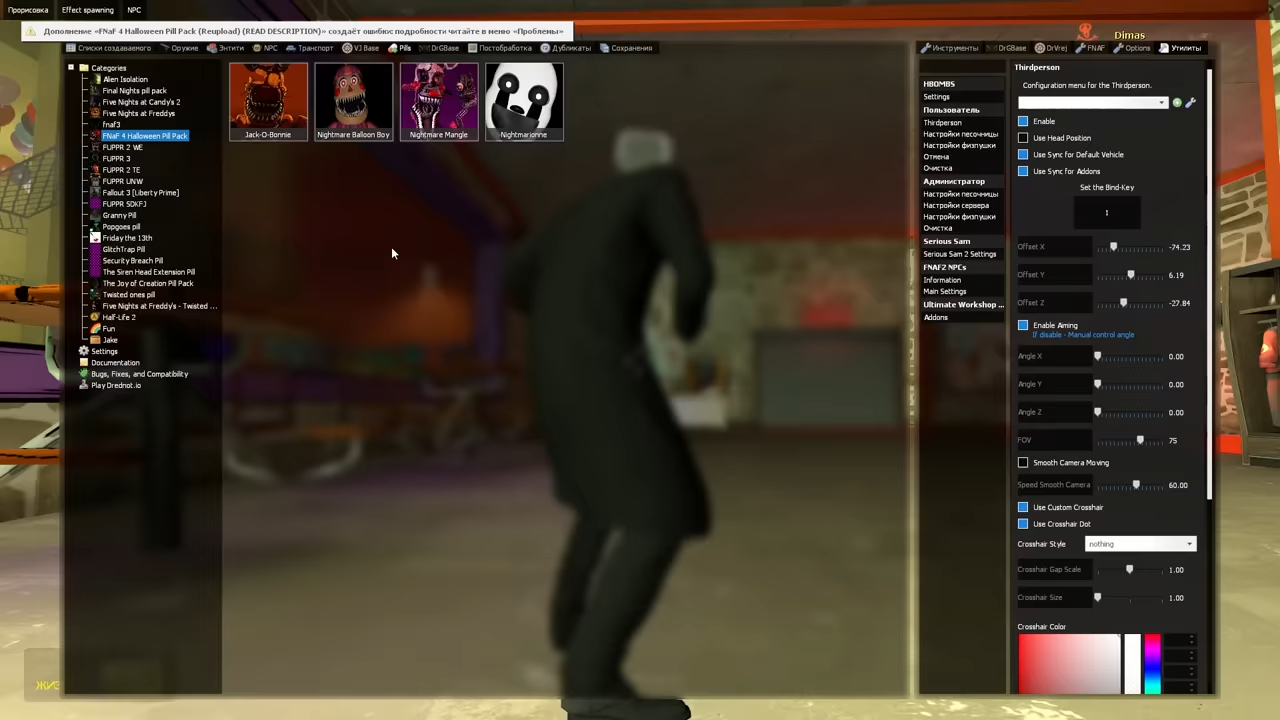 Прорисовка Effect spawning NPC
Дополнение «FNaF 4 Halloween Pill Pack (Reupload) (READ DESCRIPTION)» создаёт ошибки: подробности читайте в меню «Проблемы»
Dimas
Списки создаваемого Оружие Энтити NPC Транспорт VJ Base Pills DrGBase Постобработка Дубликаты Сохранения
Инструменты DrGBase DrVrej FNAF Options Утилиты
Categories
Alien Isolation
Final Nights pill pack
Five Nights at Candy's 2
Five Nights at Freddys
fnaf3
FNaF 4 Halloween Pill Pack
FUPPR 2 WE
FUPPR 3
FUPPR 2 TE
FUPPR UNW
Fallout 3 [Liberty Prime]
FUPPR SDKFJ
Granny Pill
Popgoes pill
Friday the 13th
GlitchTrap Pill
Security Breach Pill
The Siren Head Extension Pill
The Joy of Creation Pill Pack
Twisted ones pill
Five Nights at Freddy's - Twisted ...
Half-Life 2
Fun
Jake
Settings
Documentation
Bugs, Fixes, and Compatibility
Play Drednot.io
Jack-O-Bonnie
Nightmare Balloon Boy
Nightmare Mangle
Nightmarionne
HBOMBS
Settings
Пользователь
Thirdperson
Настройки песочницы
Настройки физпушки
Отмена
Очистка
Администратор
Настройки песочницы
Настройки сервера
Настройки физпушки
Очистка
Serious Sam
Serious Sam 2 Settings
FNAF2 NPCs
Information
Main Settings
Ultimate Workshop ...
Addons
Thirdperson
Configuration menu for the Thirdperson.
Enable
Use Head Position
Use Sync for Default Vehicle
Use Sync for Addons
Set the Bind-Key
Offset X -74.23
Offset Y 6.19
Offset Z -27.84
Enable Aiming
If disable - Manual control angle
Angle X 0.00
Angle Y 0.00
Angle Z 0.00
FOV 75
Smooth Camera Moving
Speed Smooth Camera 60.00
Use Custom Crosshair
Use Crosshair Dot
Crosshair Style nothing
Crosshair Gap Scale 1.00
Crosshair Size 1.00
Crosshair Color